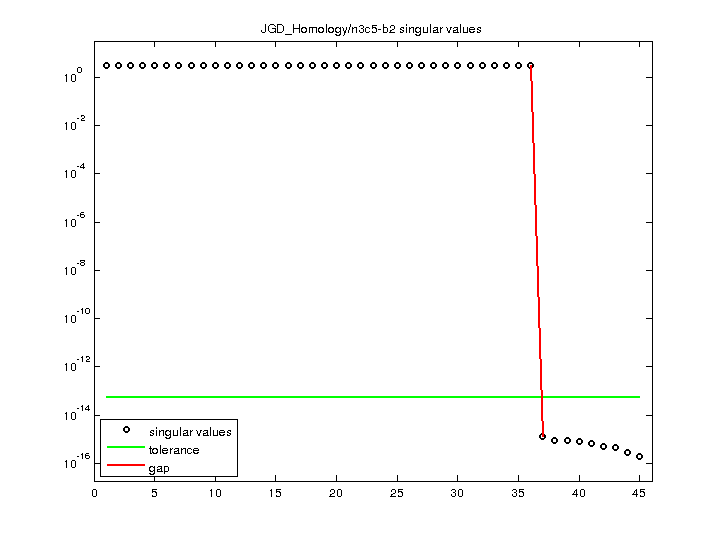 JGD_Homology/n3c5-b2 singular values
10^0
10^-2
10^-4
10^-6
10^-8
10^-10
10^-12
10^-14
10^-16
singular values
tolerance
gap
0 5 10 15 20 25 30 35 40 45